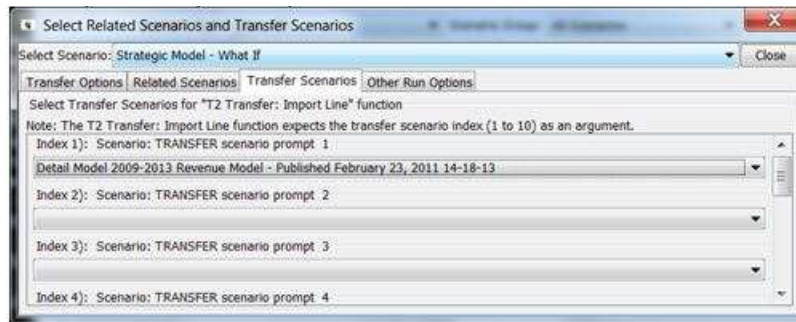 Select Related Scenarios and Transfer Scenarios
Select Scenario: Strategic Model - What If
Close
Transfer Options Related Scenarios Transfer Scenarios Other Run Options
Select Transfer Scenarios for "T2 Transfer: Import Line" function
Note: The T2 Transfer: Import Line function expects the transfer scenario index (1 to 10) as an argument.
Index 1): Scenario: TRANSFER scenario prompt 1
Detail Model 2009-2013 Revenue Model - Published February 23, 2011 14-18-13
Index 2): Scenario: TRANSFER scenario prompt 2
Index 3): Scenario: TRANSFER scenario prompt 3
Index 4): Scenario: TRANSFER scenario prompt 4